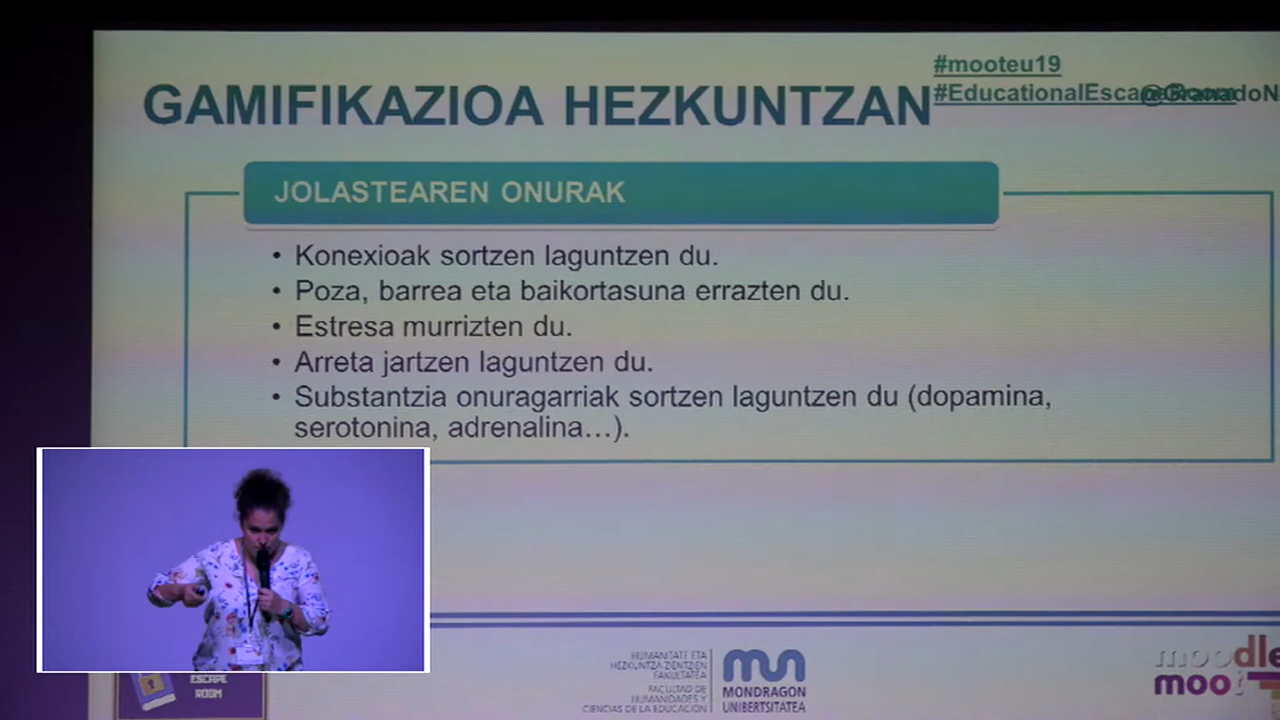 #mooteu19
GAMIFIKAZIOA HEZKUNTZAN
JOLASTEAREN ONURAK
• Konexioak sortzen laguntzen du.
• Poza, barrea eta baikortasuna errazten du.
• Estresa murrizten du.
• Arreta jartzen laguntzen du.
• Substantzia onuragarriak sortzen laguntzen du (dopamina,
serotonina, adrenalina…).
ESCAPE
ROOM
HUMANITATE ETA
HEZKUNTZA ZIENTZIEN
FAKULTATEA
FACULTAD DE
HUMANIDADES Y
CIENCIAS DE LA EDUCACIÓN
MONDRAGON
UNIBERTSITATEA
moodle
moot